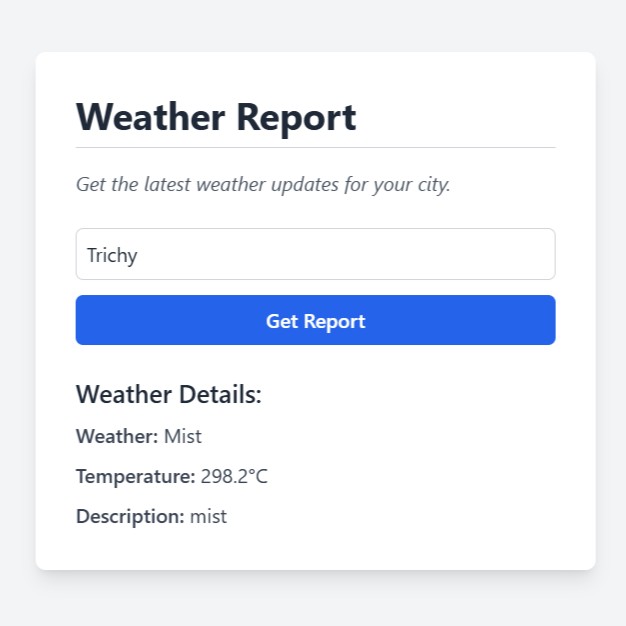 Weather Report
Get the latest weather updates for your city.
Trichy
Get Report
Weather Details:
Weather: Mist
Temperature: 298.2°C
Description: mist